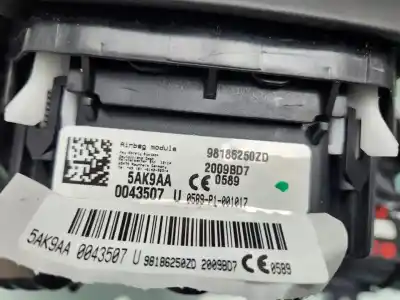 Airbag module
98186250ZD
2009BD7
5AK9AA
CE 0589
0043507 U 0589-P1-001017
5AK9AA 0043507 U 98186250ZD 2009BD7 CE 0589